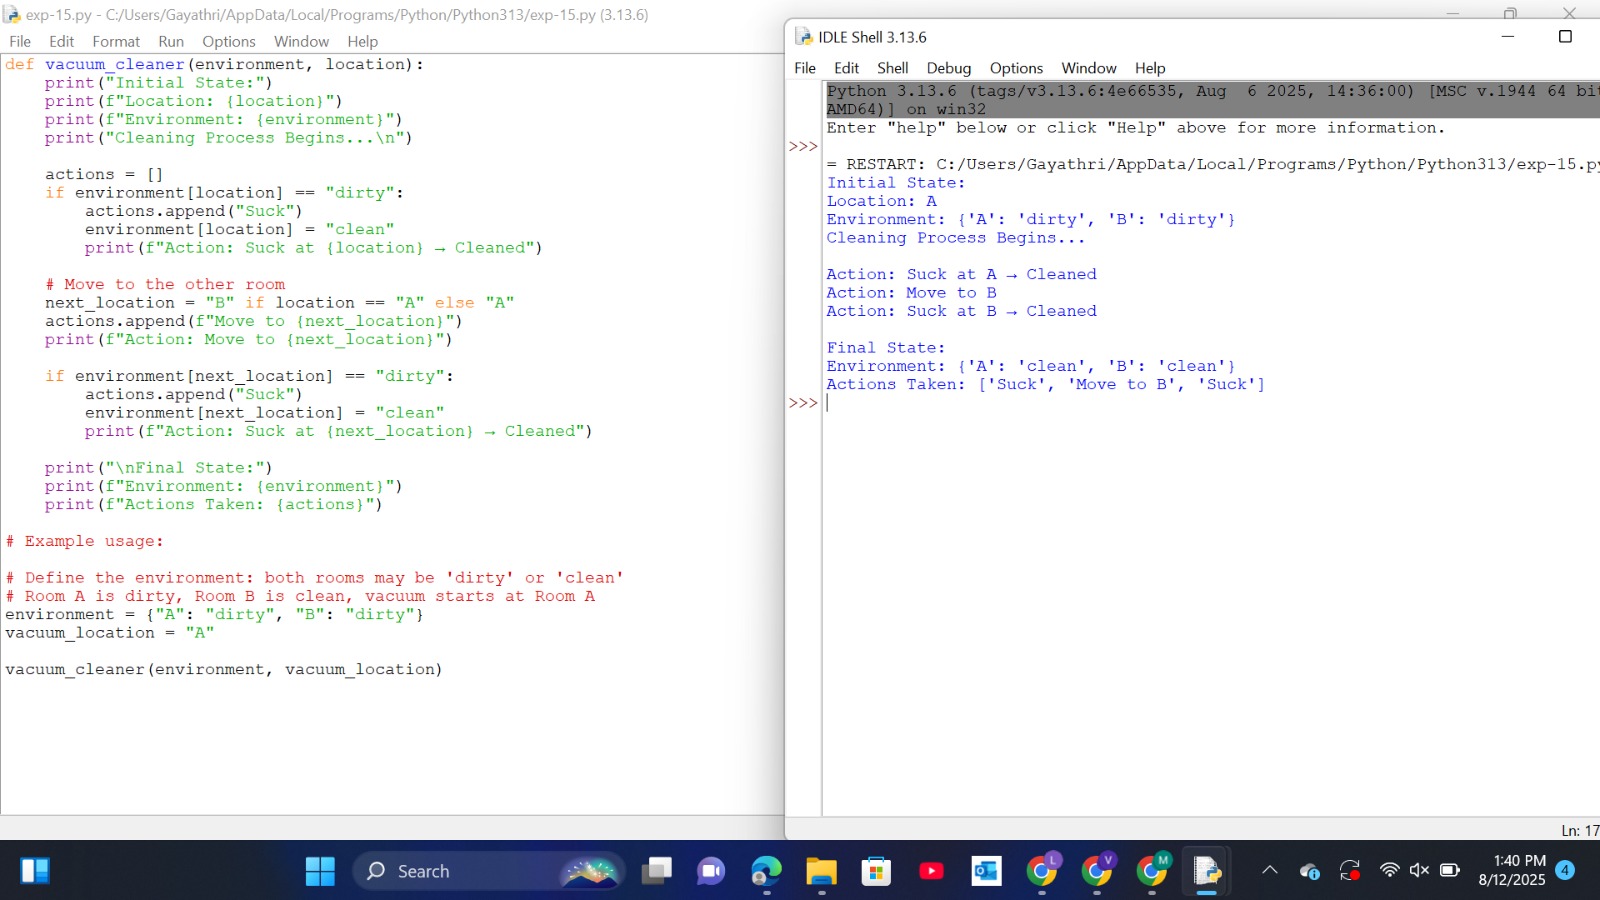 exp-15.py - C:/Users/Gayathri/AppData/Local/Programs/Python/Python313/exp-15.py (3.13.6)
File Edit Format Run Options Window Help
def vacuum_cleaner(environment, location):
    print("Initial State:")
    print(f"Location: {location}")
    print(f"Environment: {environment}")
    print("Cleaning Process Begins...\n")

    actions = []
    if environment[location] == "dirty":
        actions.append("Suck")
        environment[location] = "clean"
        print(f"Action: Suck at {location} → Cleaned")

    # Move to the other room
    next_location = "B" if location == "A" else "A"
    actions.append(f"Move to {next_location}")
    print(f"Action: Move to {next_location}")

    if environment[next_location] == "dirty":
        actions.append("Suck")
        environment[next_location] = "clean"
        print(f"Action: Suck at {next_location} → Cleaned")

    print("\nFinal State:")
    print(f"Environment: {environment}")
    print(f"Actions Taken: {actions}")

# Example usage:

# Define the environment: both rooms may be 'dirty' or 'clean'
# Room A is dirty, Room B is clean, vacuum starts at Room A
environment = {"A": "dirty", "B": "dirty"}
vacuum_location = "A"

vacuum_cleaner(environment, vacuum_location)
IDLE Shell 3.13.6
File Edit Shell Debug Options Window Help
Python 3.13.6 (tags/v3.13.6:4e66535, Aug  6 2025, 14:36:00) [MSC v.1944 64 bit
AMD64)] on win32
Enter "help" below or click "Help" above for more information.
>>>
= RESTART: C:/Users/Gayathri/AppData/Local/Programs/Python/Python313/exp-15.py
Initial State:
Location: A
Environment: {'A': 'dirty', 'B': 'dirty'}
Cleaning Process Begins...

Action: Suck at A → Cleaned
Action: Move to B
Action: Suck at B → Cleaned

Final State:
Environment: {'A': 'clean', 'B': 'clean'}
Actions Taken: ['Suck', 'Move to B', 'Suck']
>>>
Ln: 17
Search
L
V
M
1:40 PM
8/12/2025
4